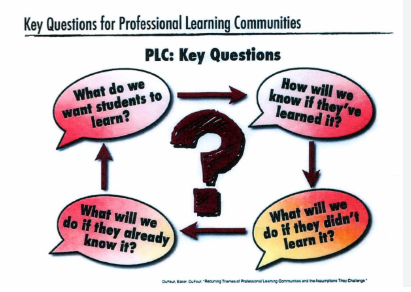 Key Questions for Professional Learning Communities
PLC: Key Questions
What do we
want students to
learn?
How will we
know if they've
learned it?
?
What will we
do if they already
know it?
What will we
do if they didn't
learn it?
DuFour, Eaker, DuFour, "Recurring Themes of Professional Learning Communities and the Assumptions They Challenge."